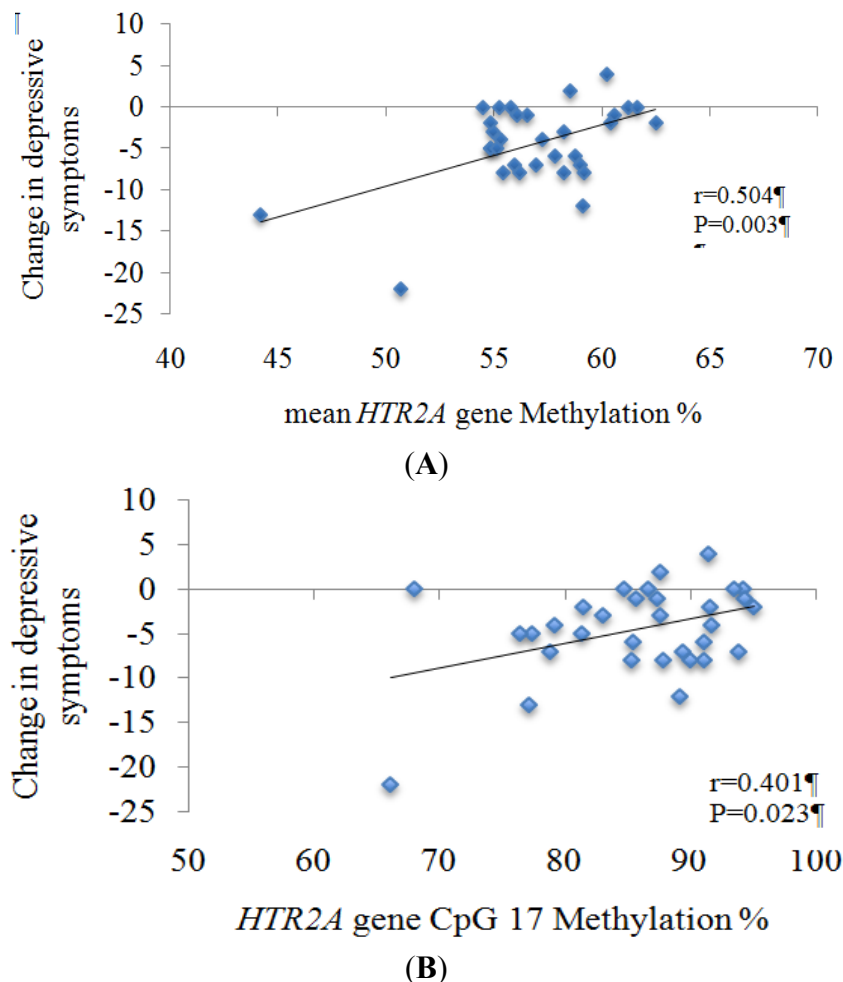 ¶
Change in depressive
symptoms
10
5
0
-5
-10
-15
-20
-25
r=0.504¶
P=0.003¶
¶
40 45 50 55 60 65 70
mean HTR2A gene Methylation %
(A)
Change in depressive
symptoms
10
5
0
-5
-10
-15
-20
-25
r=0.401¶
P=0.023¶
50 60 70 80 90 100
HTR2A gene CpG 17 Methylation %
(B)